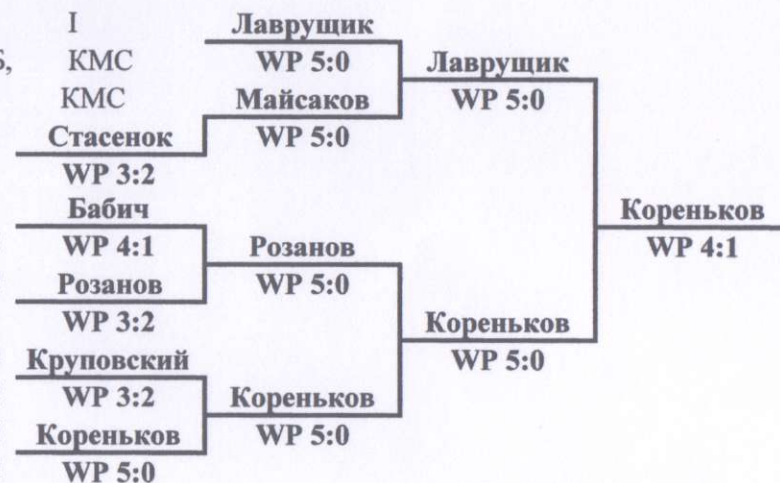 I Лаврущик
КМС WP 5:0 Лаврущик
КМС Майсаков WP 5:0
Стасенок WP 5:0
WP 3:2
Бабич Кореньков
WP 4:1 Розанов WP 4:1
Розанов WP 5:0
WP 3:2 Кореньков
Круповский WP 5:0
WP 3:2 Кореньков
Кореньков WP 5:0
WP 5:0